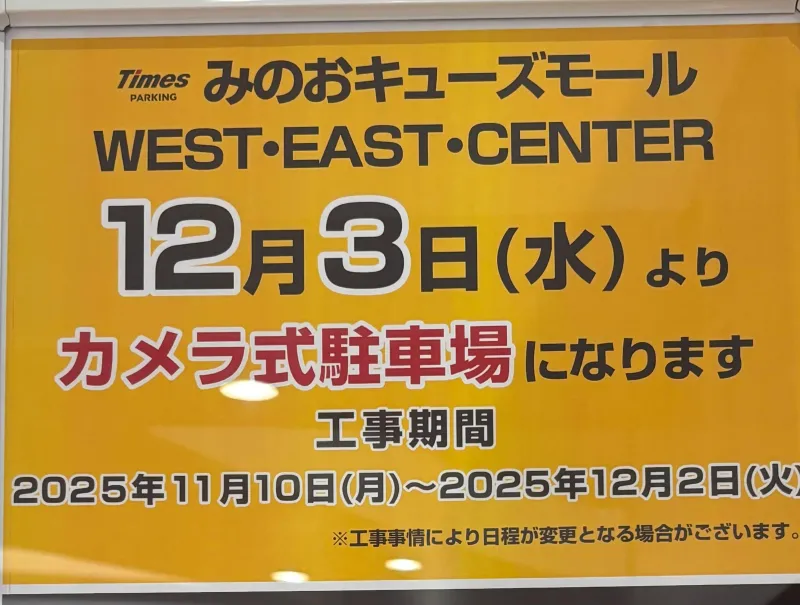 Times PARKING みのおキューズモール
WEST・EAST・CENTER
12月3日(水)より
カメラ式駐車場になります
工事期間
2025年11月10日(月)～2025年12月2日(火)
※工事事情により日程が変更となる場合がございます。